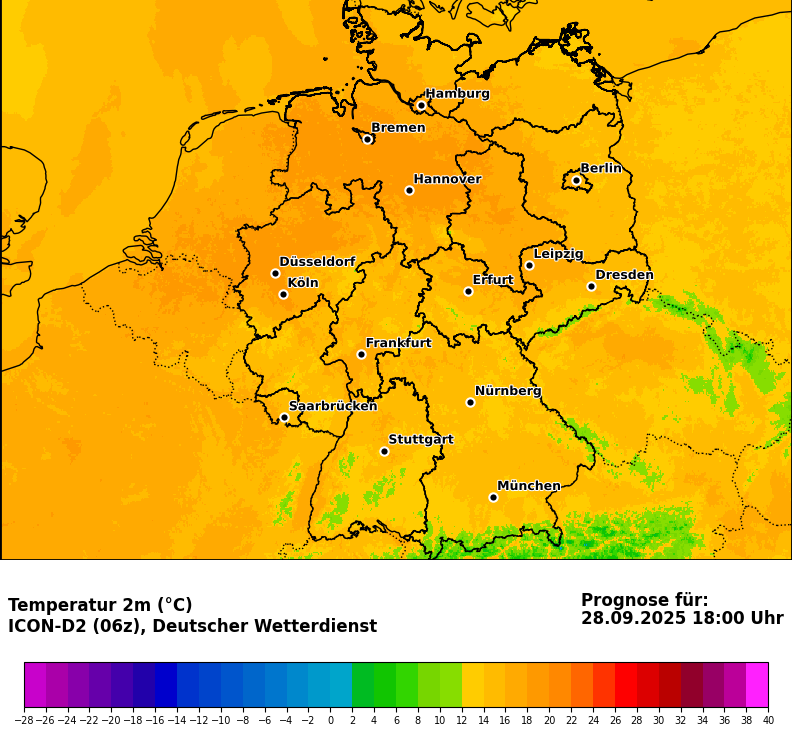 Hamburg
Bremen
Berlin
Hannover
Leipzig
Düsseldorf
Dresden
Köln
Erfurt
Frankfurt
Nürnberg
Saarbrücken
Stuttgart
München
Temperatur 2m (°C)
ICON-D2 (06z), Deutscher Wetterdienst
Prognose für:
28.09.2025 18:00 Uhr
−28 −26 −24 −22 −20 −18 −16 −14 −12 −10 −8 −6 −4 −2 0 2 4 6 8 10 12 14 16 18 20 22 24 26 28 30 32 34 36 38 40